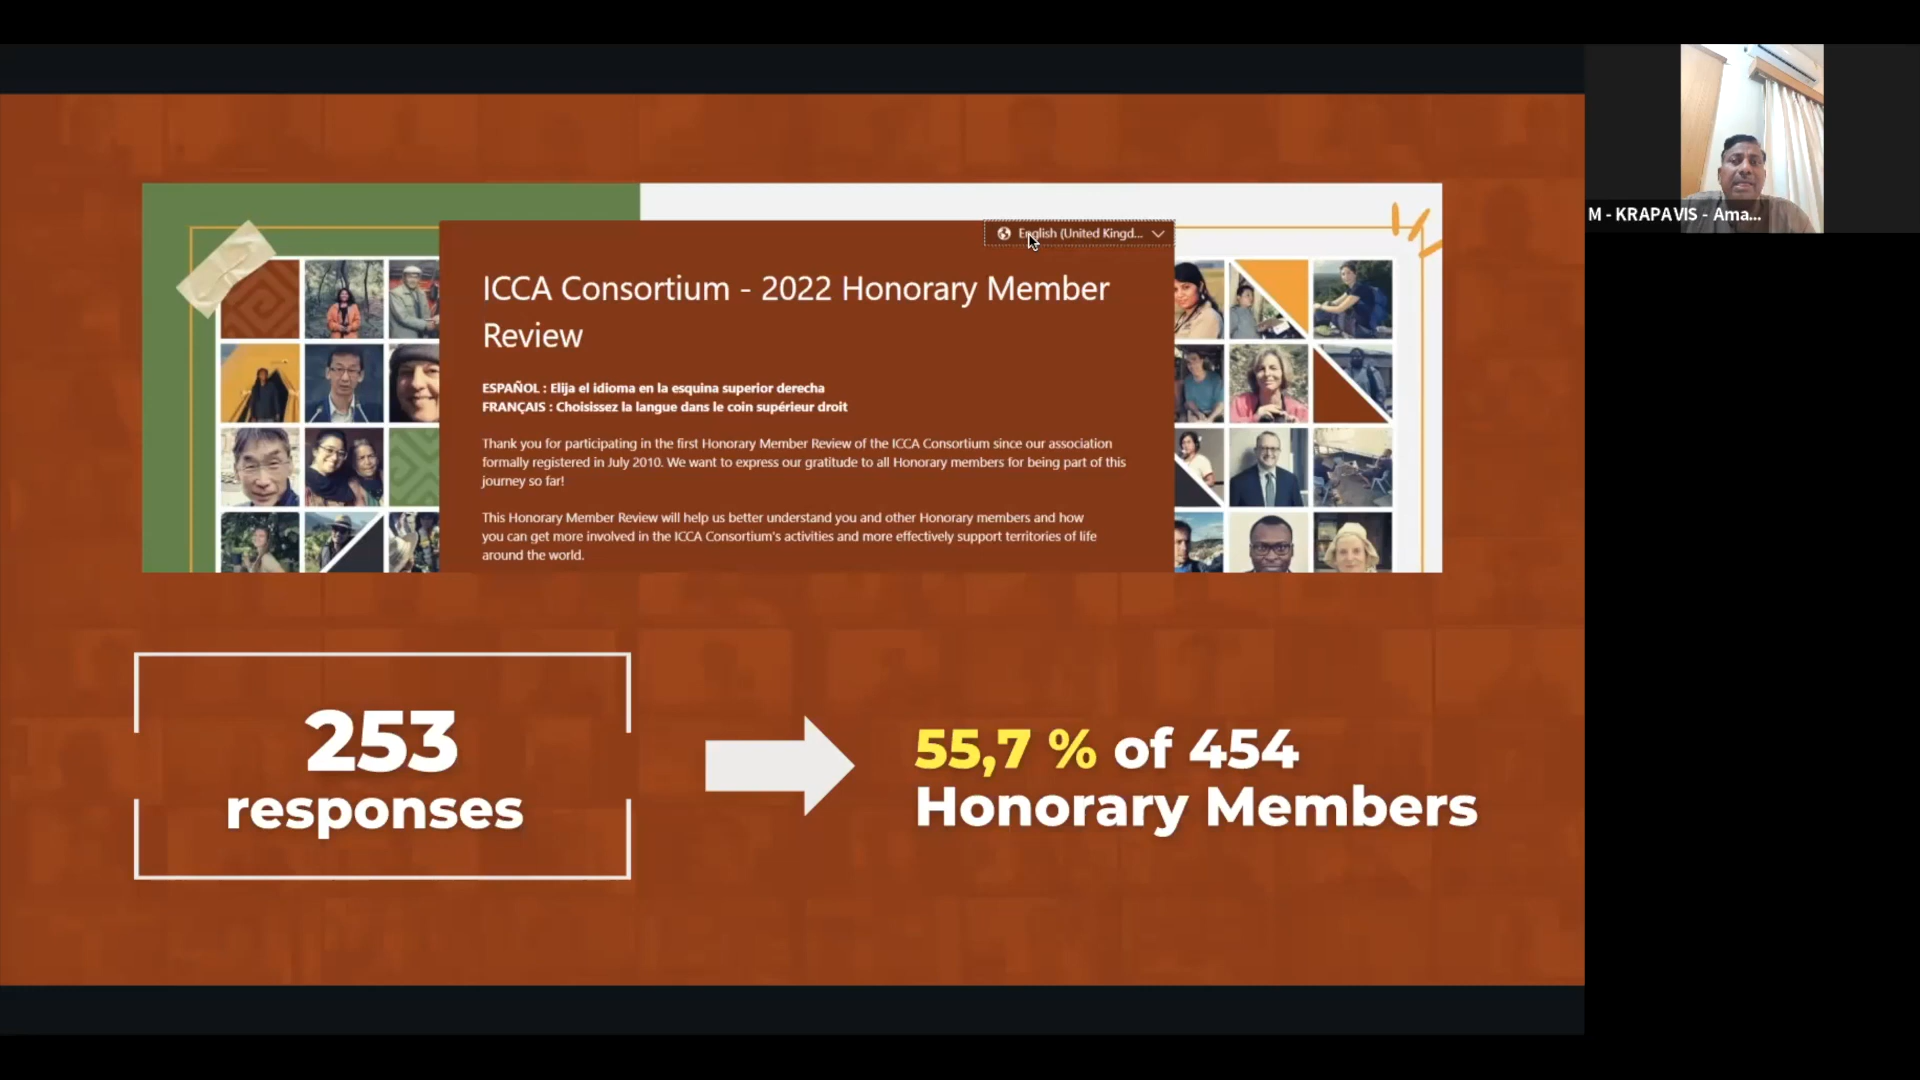 English (United Kingd...
ICCA Consortium - 2022 Honorary Member
Review
ESPAÑOL : Elija el idioma en la esquina superior derecha
FRANÇAIS : Choisissez la langue dans le coin supérieur droit
Thank you for participating in the first Honorary Member Review of the ICCA Consortium since our association
formally registered in July 2010. We want to express our gratitude to all Honorary members for being part of this
journey so far!
This Honorary Member Review will help us better understand you and other Honorary members and how
you can get more involved in the ICCA Consortium's activities and more effectively support territories of life
around the world.
253
responses
55,7 % of 454
Honorary Members
M - KRAPAVIS - Ama...